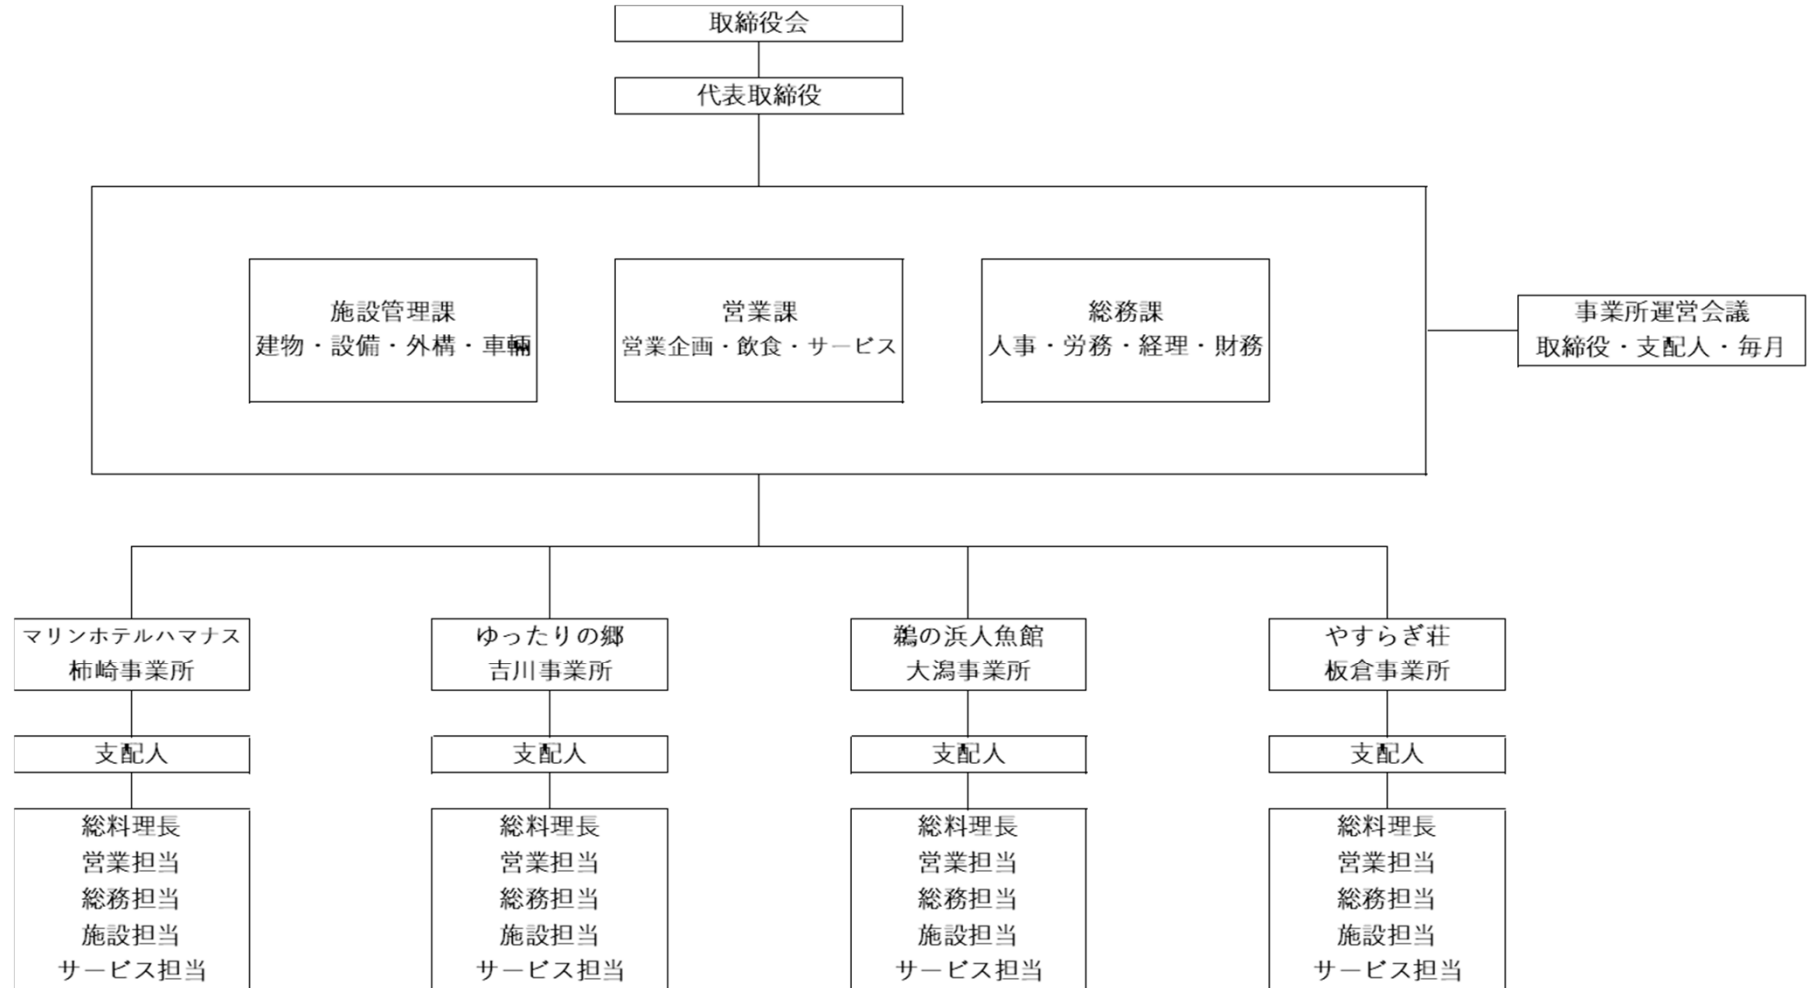 取締役会
代表取締役
施設管理課
建物・設備・外構・車輛
営業課
営業企画・飲食・サービス
総務課
人事・労務・経理・財務
事業所運営会議
取締役・支配人・毎月
マリンホテルハマナス
柿崎事業所
ゆったりの郷
吉川事業所
鵜の浜人魚館
大潟事業所
やすらぎ荘
板倉事業所
支配人
支配人
支配人
支配人
総料理長
営業担当
総務担当
施設担当
サービス担当
総料理長
営業担当
総務担当
施設担当
サービス担当
総料理長
営業担当
総務担当
施設担当
サービス担当
総料理長
営業担当
総務担当
施設担当
サービス担当